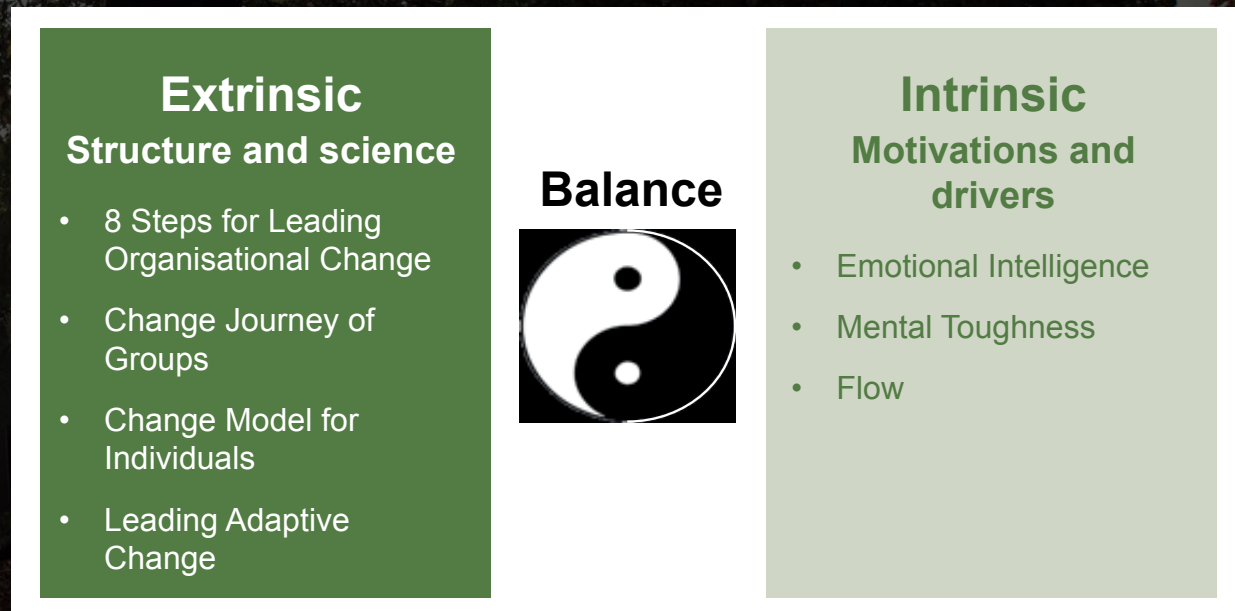 Extrinsic
Structure and science
• 8 Steps for Leading
Organisational Change
• Change Journey of
Groups
• Change Model for
Individuals
• Leading Adaptive
Change
Balance
Intrinsic
Motivations and
drivers
• Emotional Intelligence
• Mental Toughness
• Flow